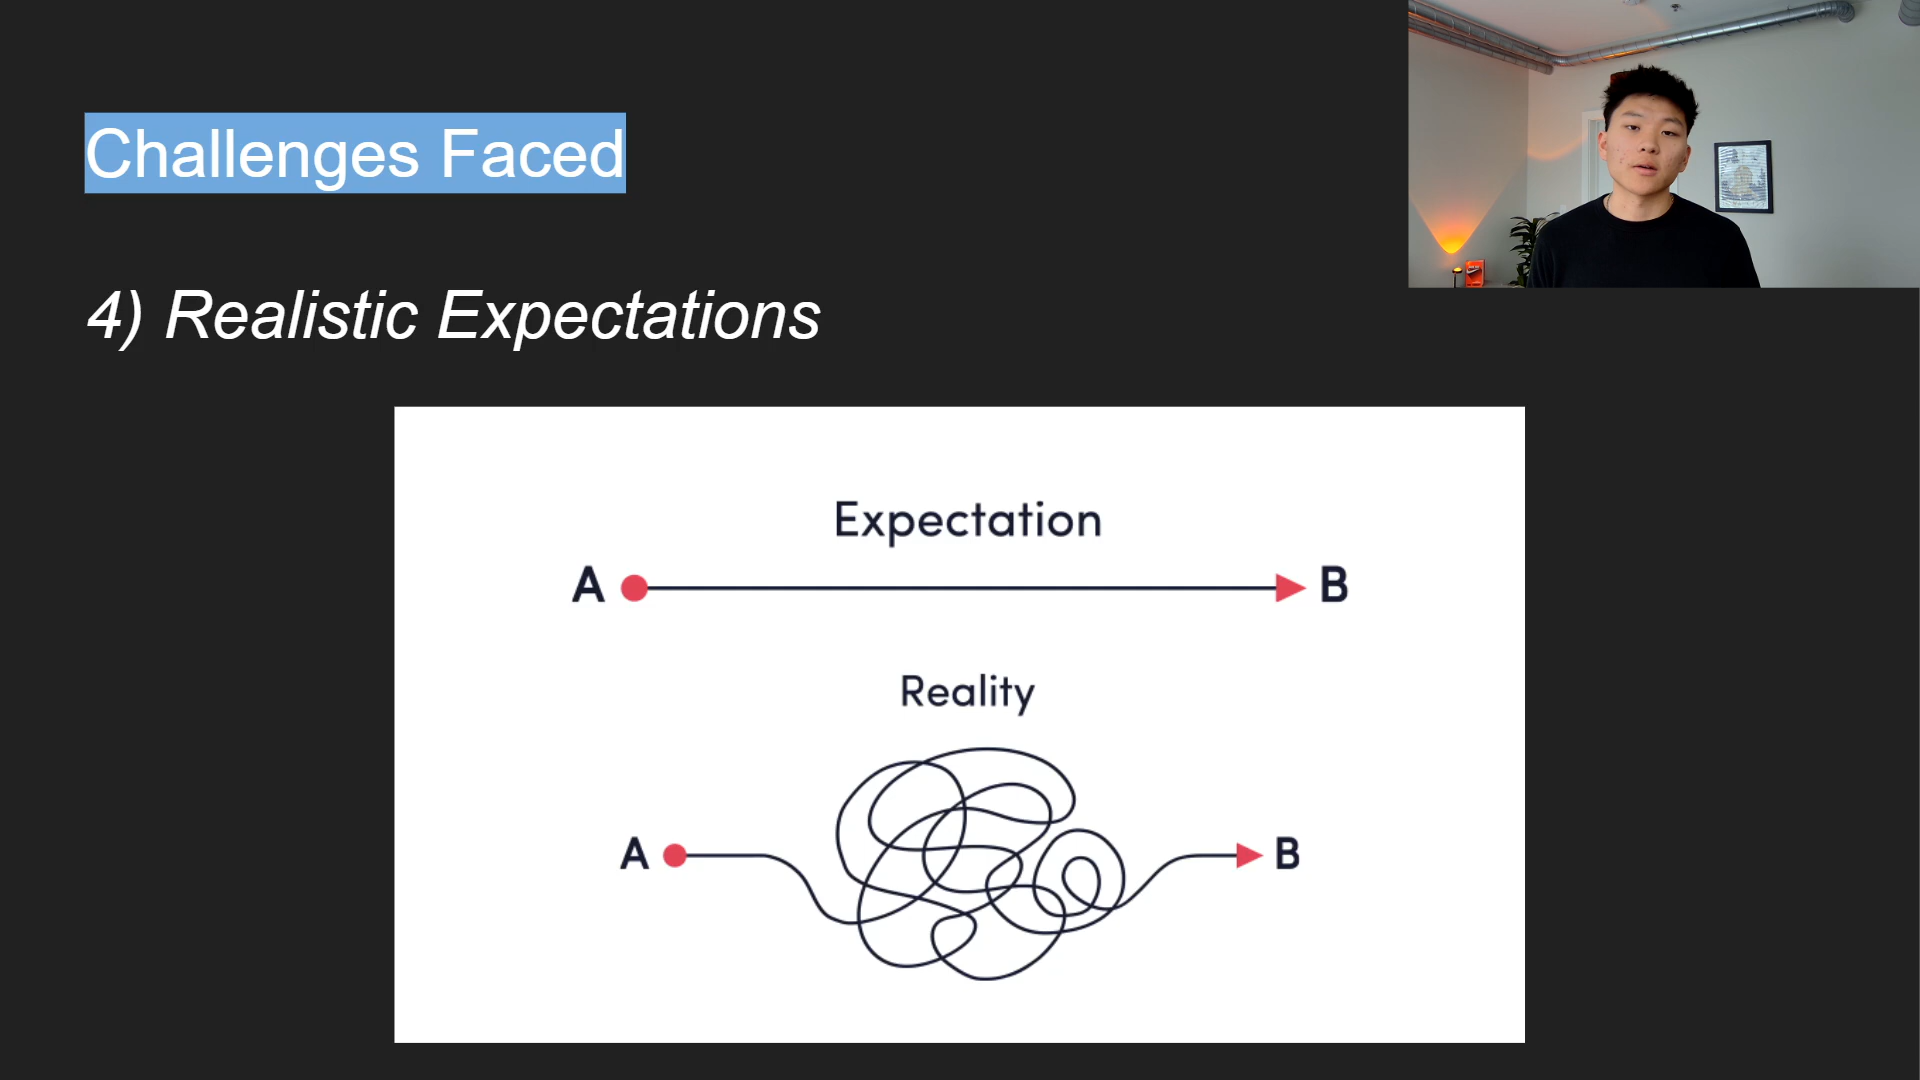 Challenges Faced
4) Realistic Expectations
Expectation
A B
Reality
A B